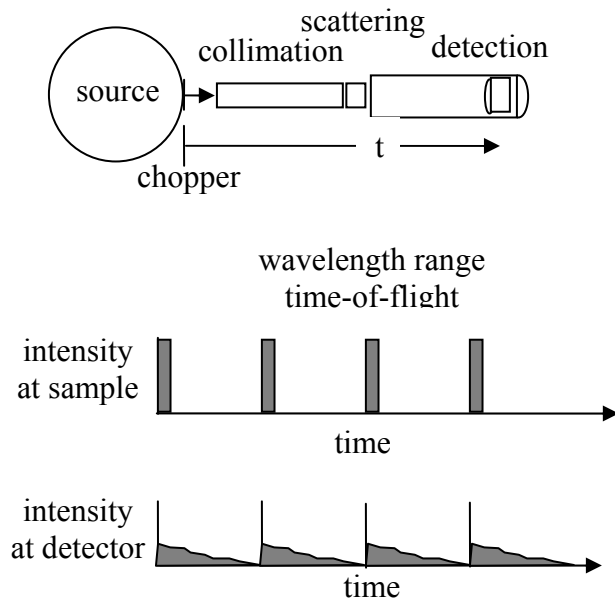 scattering
collimation
detection
source
t
chopper
wavelength range
time-of-flight
intensity
at sample
time
intensity
at detector
time